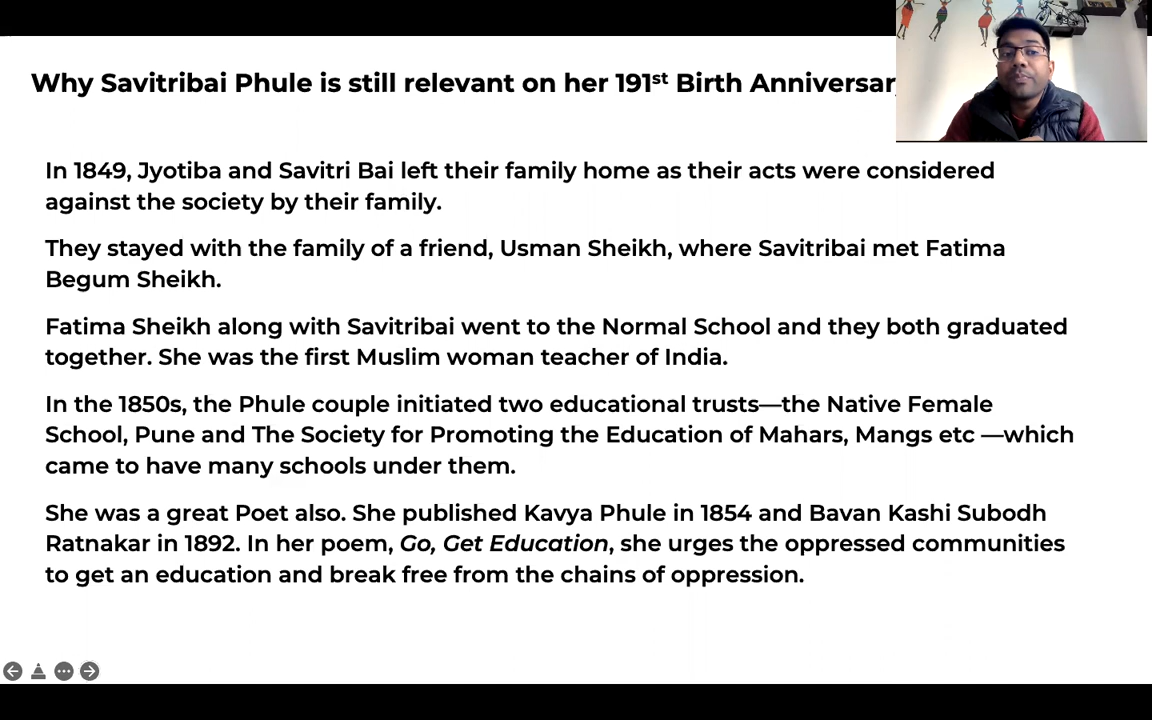 Why Savitribai Phule is still relevant on her 191st Birth Anniversar
In 1849, Jyotiba and Savitri Bai left their family home as their acts were considered
against the society by their family.
They stayed with the family of a friend, Usman Sheikh, where Savitribai met Fatima
Begum Sheikh.
Fatima Sheikh along with Savitribai went to the Normal School and they both graduated
together. She was the first Muslim woman teacher of India.
In the 1850s, the Phule couple initiated two educational trusts—the Native Female
School, Pune and The Society for Promoting the Education of Mahars, Mangs etc —which
came to have many schools under them.
She was a great Poet also. She published Kavya Phule in 1854 and Bavan Kashi Subodh
Ratnakar in 1892. In her poem, Go, Get Education, she urges the oppressed communities
to get an education and break free from the chains of oppression.